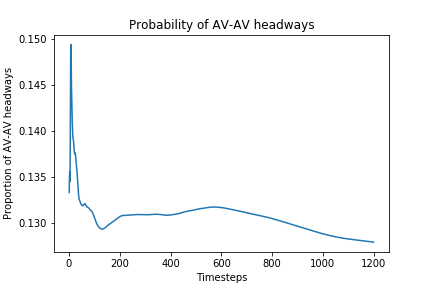 Probability of AV-AV headways
Proportion of AV-AV headways
0.150
0.145
0.140
0.135
0.130
0 200 400 600 800 1000 1200
Timesteps